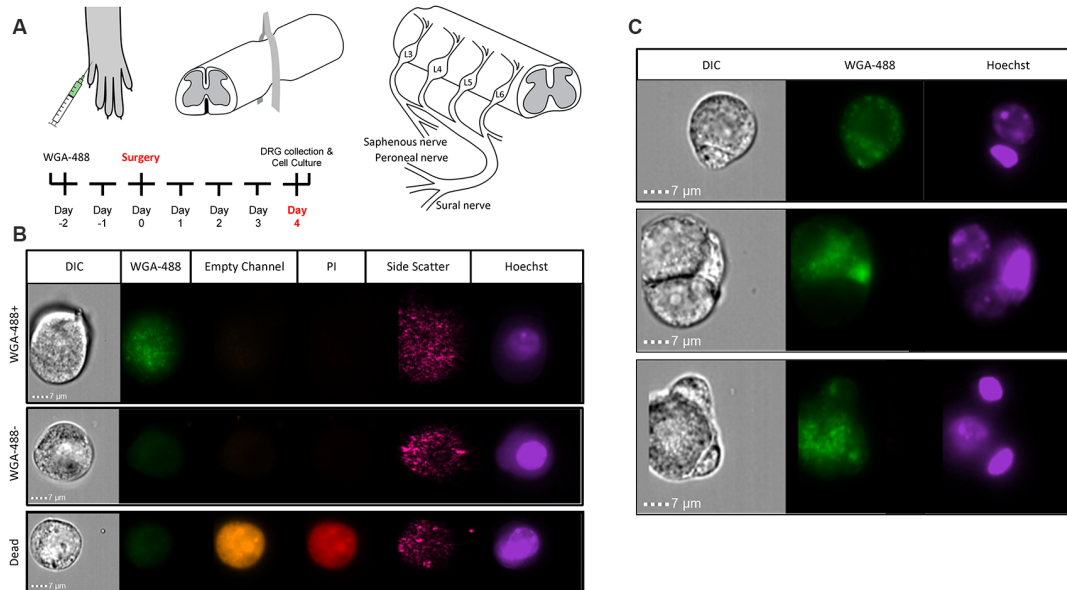 A
L3
L4
L5
L6
Saphenous nerve
Peroneal nerve
Sural nerve
WGA-488
Surgery
DRG collection &
Cell Culture
Day
-2
Day
-1
Day
0
Day
1
Day
2
Day
3
Day
4
B
DIC WGA-488 Empty Channel PI Side Scatter Hoechst
WGA-488+
7 μm
WGA-488-
7 μm
Dead
7 μm
C
DIC WGA-488 Hoechst
7 μm
7 μm
7 μm